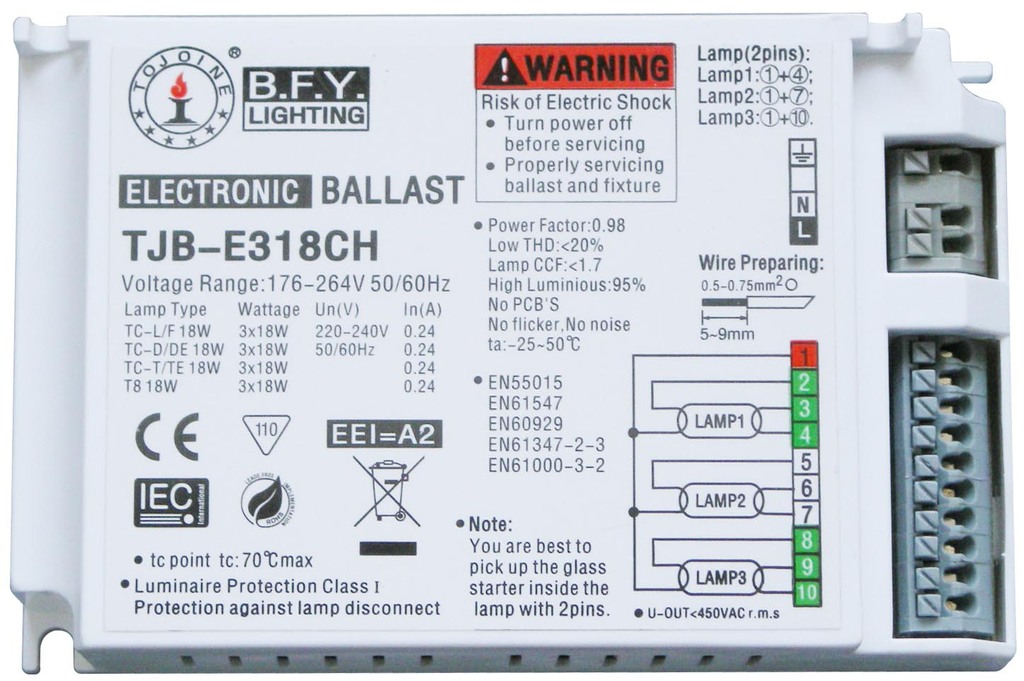 TOJOINE ®
B.F.Y.
LIGHTING
ELECTRONIC BALLAST
TJB-E318CH
Voltage Range:176-264V 50/60Hz
Lamp Type Wattage Un(V) In(A)
TC-L/F 18W 3x18W 220-240V 0.24
TC-D/DE 18W 3x18W 50/60Hz 0.24
TC-T/TE 18W 3x18W 0.24
T8 18W 3x18W 0.24
CE
110
EEI=A2
IEC
International
ROHS
• tc point tc:70℃max
• Luminaire Protection Class I
Protection against lamp disconnect
WARNING
Risk of Electric Shock
• Turn power off
before servicing
• Properly servicing
ballast and fixture
• Power Factor:0.98
Low THD:<20%
Lamp CCF:<1.7
High Luminious:95%
No PCB'S
No flicker,No noise
ta:-25~50℃
• EN55015
EN61547
EN60929
EN61347-2-3
EN61000-3-2
• Note:
You are best to
pick up the glass
starter inside the
lamp with 2pins.
Lamp(2pins):
Lamp1:①+④;
Lamp2:①+⑦;
Lamp3:①+⑩.
N
L
Wire Preparing:
0.5-0.75mm²
5~9mm
1
2
3
LAMP1
4
5
6
LAMP2
7
8
9
LAMP3
10
• U-OUT<450VAC r.m.s